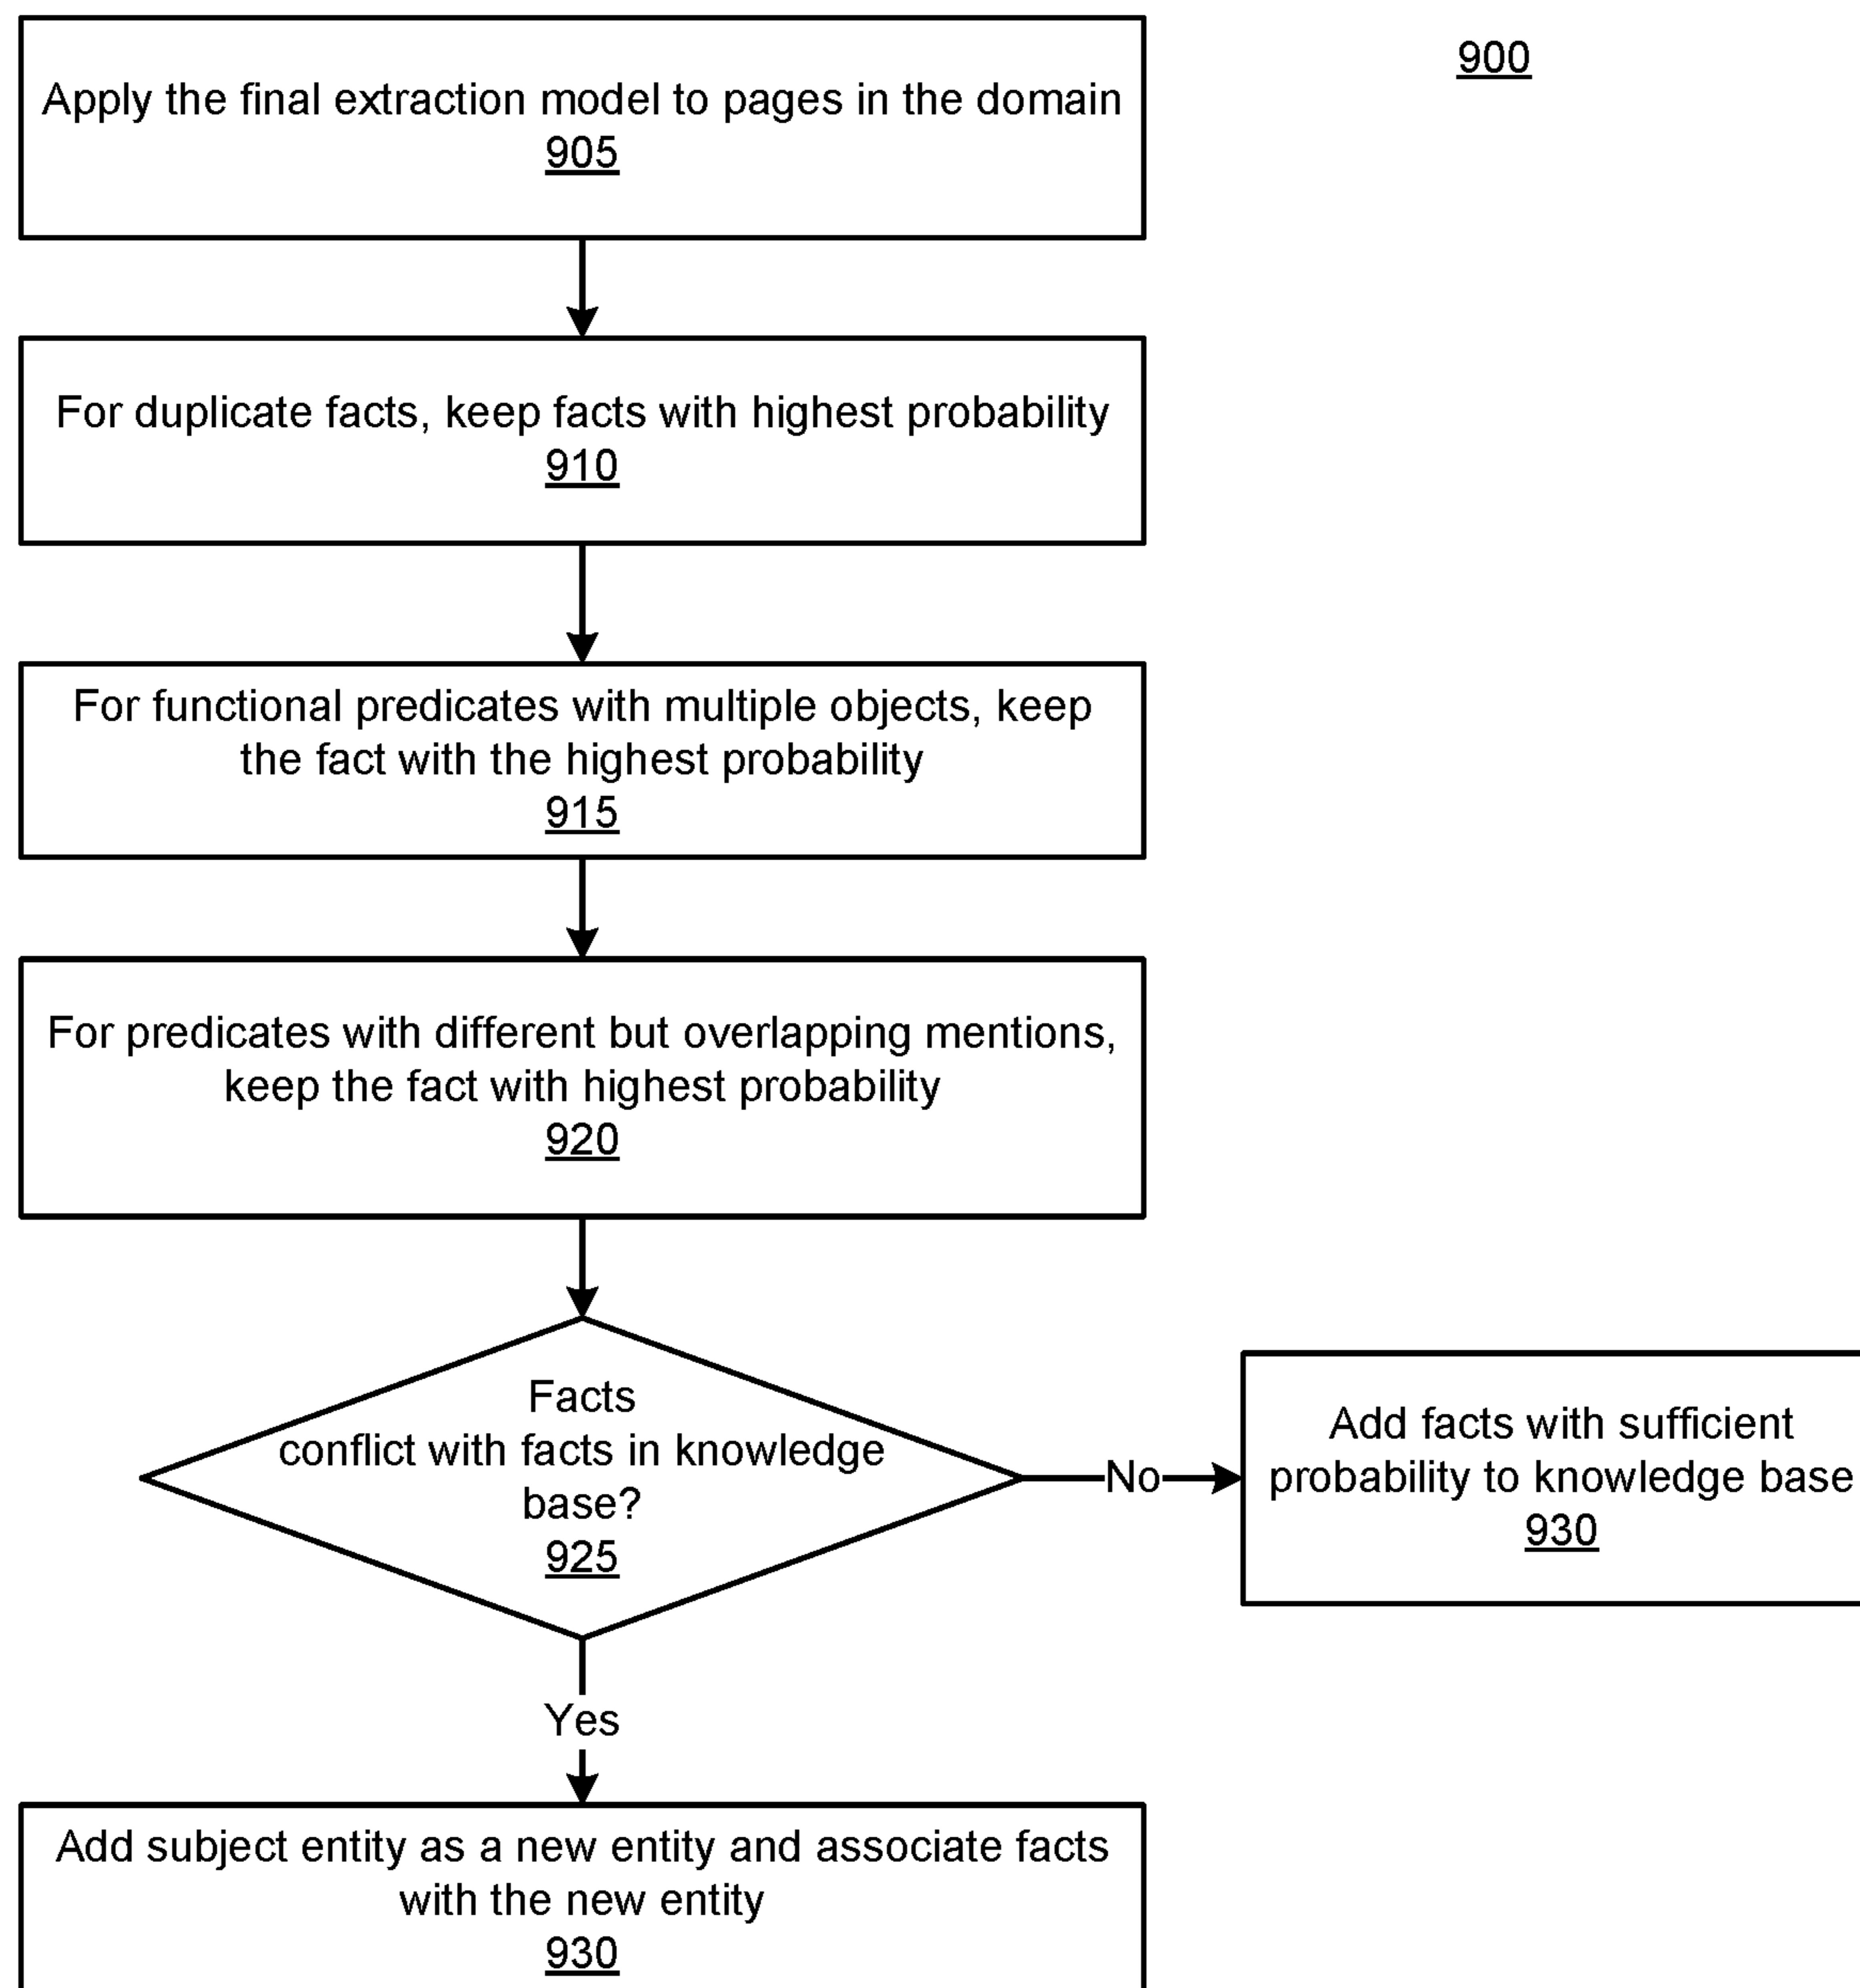 900
Apply the final extraction model to pages in the domain
905
For duplicate facts, keep facts with highest probability
910
For functional predicates with multiple objects, keep
the fact with the highest probability
915
For predicates with different but overlapping mentions,
keep the fact with highest probability
920
Facts
conflict with facts in knowledge
base?
925
No
Add facts with sufficient
probability to knowledge base
930
Yes
Add subject entity as a new entity and associate facts
with the new entity
930